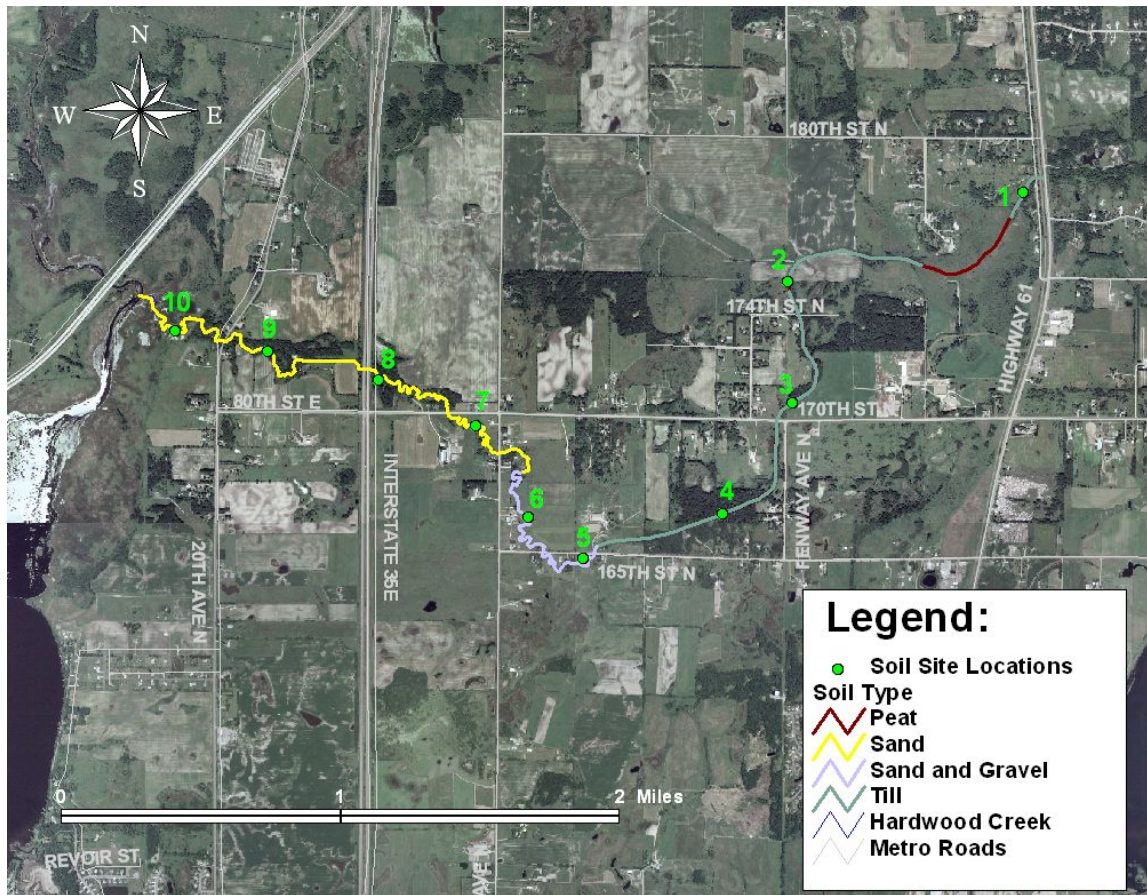 N
W
E
S
180TH ST N
1
2
174TH ST N
HIGHWAY 61
10
9
8
3
80TH ST E
7
170TH ST N
INTERSTATE 35E
6
4
FENWAY AVE N
5
165TH ST N
20TH AVE N
Legend:
Soil Site Locations
Soil Type
Peat
Sand
Sand and Gravel
Till
Hardwood Creek
Metro Roads
0 1 2 Miles
REVOIR ST
AVE N